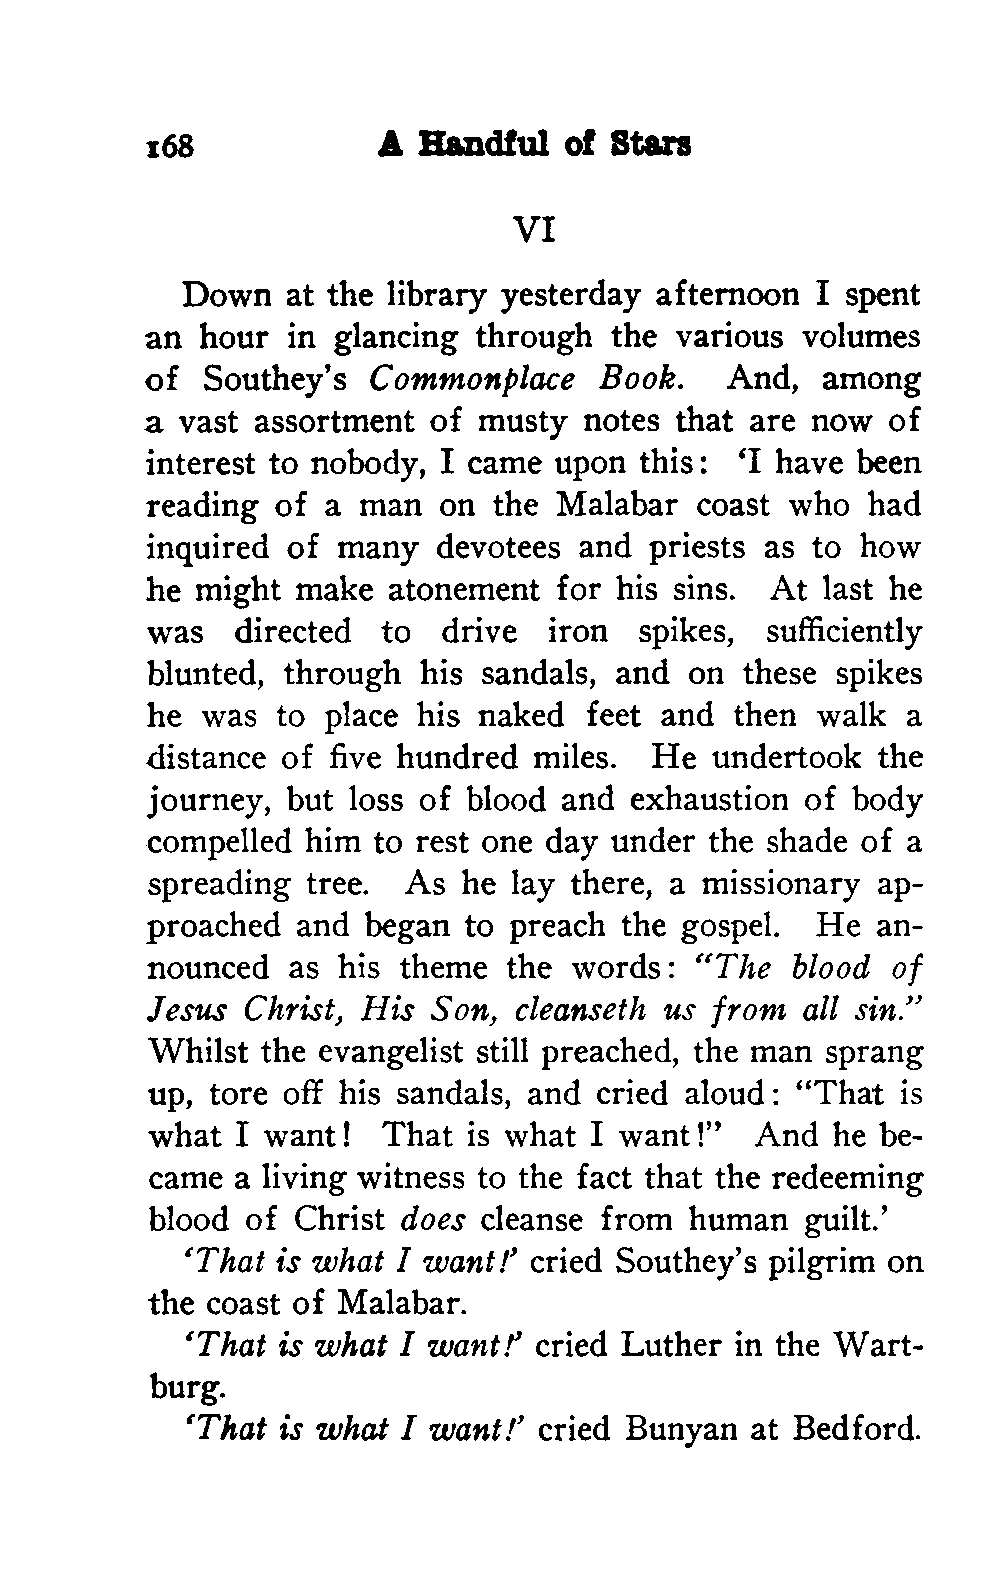 168 A Handful of Stars
VI
Down at the library yesterday afternoon I spent
an hour in glancing through the various volumes
of Southey's Commonplace Book. And, among
a vast assortment of musty notes that are now of
interest to nobody, I came upon this: ‘I have been
reading of a man on the Malabar coast who had
inquired of many devotees and priests as to how
he might make atonement for his sins. At last he
was directed to drive iron spikes, sufficiently
blunted, through his sandals, and on these spikes
he was to place his naked feet and then walk a
distance of five hundred miles. He undertook the
journey, but loss of blood and exhaustion of body
compelled him to rest one day under the shade of a
spreading tree. As he lay there, a missionary ap-
proached and began to preach the gospel. He an-
nounced as his theme the words: “The blood of
Jesus Christ, His Son, cleanseth us from all sin.”
Whilst the evangelist still preached, the man sprang
up, tore off his sandals, and cried aloud: “That is
what I want! That is what I want!” And he be-
came a living witness to the fact that the redeeming
blood of Christ does cleanse from human guilt.’
‘That is what I want!’ cried Southey's pilgrim on
the coast of Malabar.
‘That is what I want!’ cried Luther in the Wart-
burg.
‘That is what I want!’ cried Bunyan at Bedford.